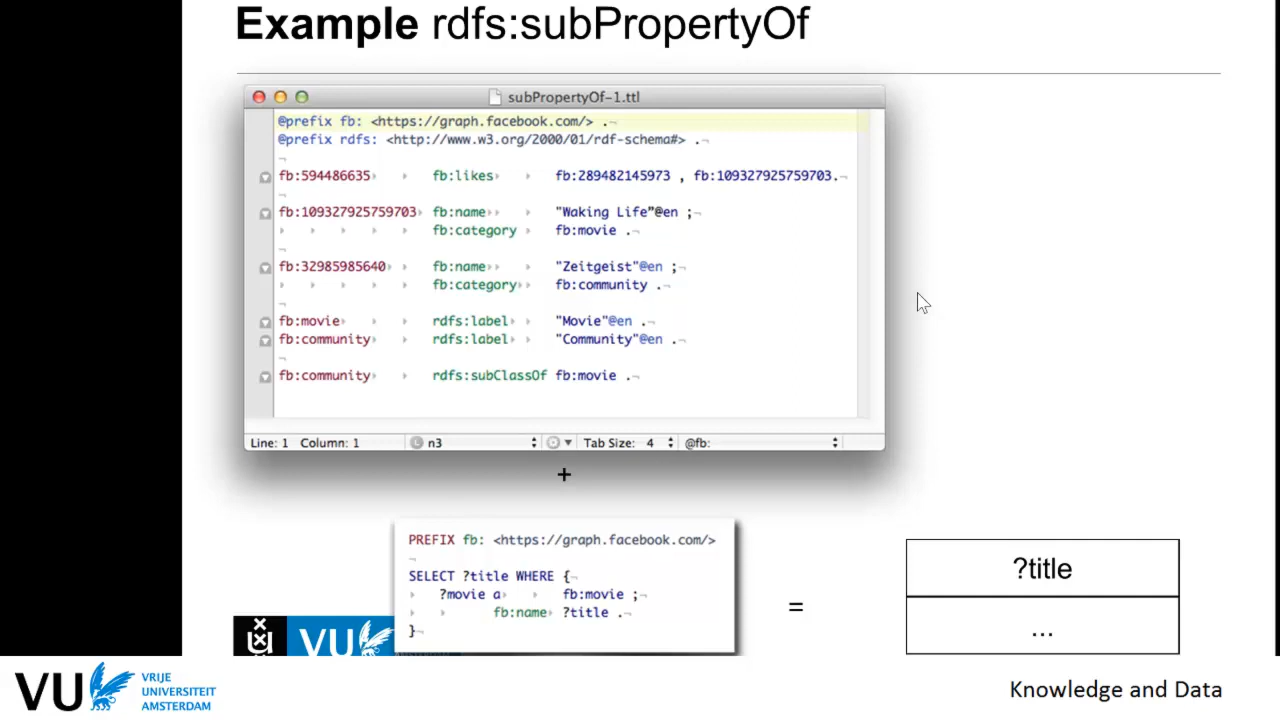 Example rdfs:subPropertyOf
subPropertyOf-1.ttl
@prefix fb: <https://graph.facebook.com/> .
@prefix rdfs: <http://www.w3.org/2000/01/rdf-schema#> .
fb:594486635 fb:likes fb:289482145973 , fb:109327925759703.
fb:109327925759703 fb:name "Waking Life"@en ;
fb:category fb:movie .
fb:32985985640 fb:name "Zeitgeist"@en ;
fb:category fb:community .
fb:movie rdfs:label "Movie"@en .
fb:community rdfs:label "Community"@en .
fb:community rdfs:subClassOf fb:movie .
Line: 1 Column: 1 L n3 Tab Size: 4 @fb:
+
PREFIX fb: <https://graph.facebook.com/>
SELECT ?title WHERE {
?movie a fb:movie ;
fb:name ?title .
}
=
?title
...
VU
VU VRIJE
UNIVERSITEIT
AMSTERDAM
Knowledge and Data